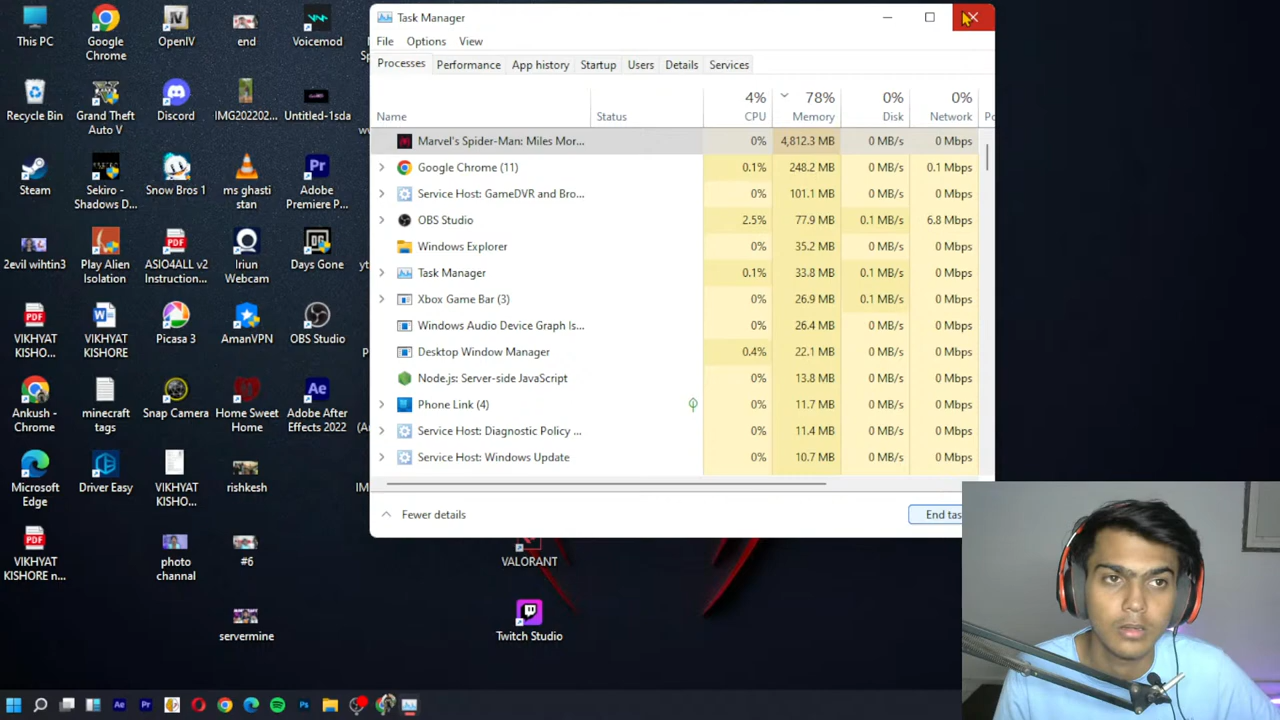 Task Manager
File Options View
Processes Performance App history Startup Users Details Services
4% 78% 0% 0%
Name Status CPU Memory Disk Network
Marvel's Spider-Man: Miles Mor... 0% 4,812.3 MB 0 MB/s 0 Mbps
Google Chrome (11) 0.1% 248.2 MB 0 MB/s 0.1 Mbps
Service Host: GameDVR and Bro... 0% 101.1 MB 0 MB/s 0 Mbps
OBS Studio 2.5% 77.9 MB 0.1 MB/s 6.8 Mbps
Windows Explorer 0% 35.2 MB 0 MB/s 0 Mbps
Task Manager 0.1% 33.8 MB 0.1 MB/s 0 Mbps
Xbox Game Bar (3) 0% 26.9 MB 0.1 MB/s 0 Mbps
Windows Audio Device Graph Is... 0% 26.4 MB 0 MB/s 0 Mbps
Desktop Window Manager 0.4% 22.1 MB 0 MB/s 0 Mbps
Node.js: Server-side JavaScript 0% 13.8 MB 0 MB/s 0 Mbps
Phone Link (4) 0% 11.7 MB 0 MB/s 0 Mbps
Service Host: Diagnostic Policy ... 0% 11.4 MB 0 MB/s 0 Mbps
Service Host: Windows Update 0% 10.7 MB 0 MB/s 0 Mbps
Fewer details
End tas
This PC
Google
Chrome
OpenIV
end
Voicemod
Recycle Bin
Grand Theft
Auto V
Discord
IMG202202...
Untitled-1sda
Steam
Sekiro -
Shadows D...
Snow Bros 1
ms ghasti
stan
Adobe
Premiere P...
2evil wihtin3
Play Alien
Isolation
ASIO4ALL v2
Instruction...
Iriun
Webcam
Days Gone
VIKHYAT
KISHO...
VIKHYAT
KISHORE
Picasa 3
AmanVPN
OBS Studio
Ankush -
Chrome
minecraft
tags
Snap Camera
Home Sweet
Home
Adobe After
Effects 2022
Microsoft
Edge
Driver Easy
VIKHYAT
KISHO...
rishkesh
VIKHYAT
KISHORE n...
photo
channel
#6
servermine
VALORANT
Twitch Studio